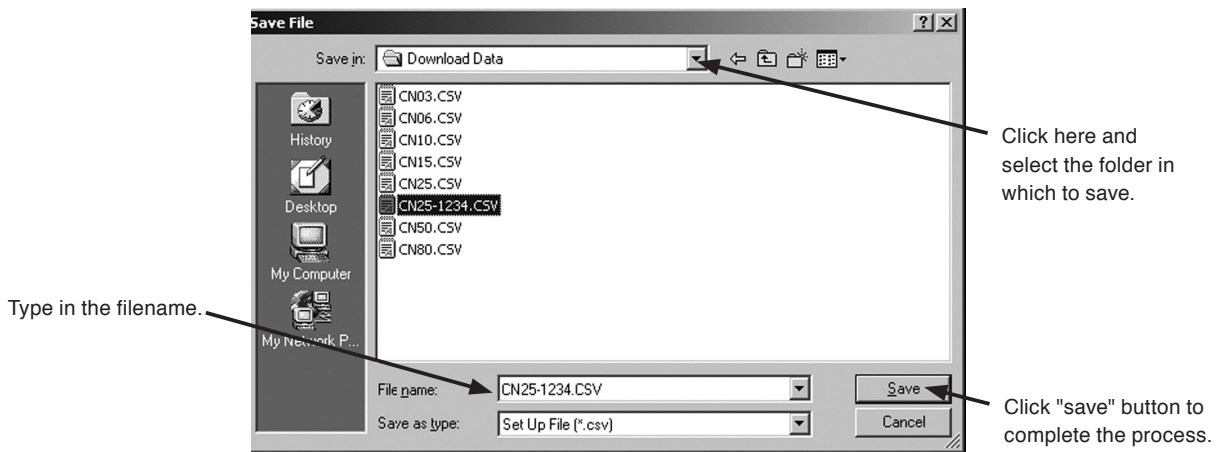 Save File
Save in:
Download Data
History
Desktop
My Computer
My Network P...
CN03.CSV
CN06.CSV
CN10.CSV
CN15.CSV
CN25.CSV
CN25-1234.CSV
CN50.CSV
CN80.CSV
File name:
CN25-1234.CSV
Save
Save as type:
Set Up File (*.csv)
Cancel
Click here and
select the folder in
which to save.
Type in the filename.
Click "save" button to
complete the process.